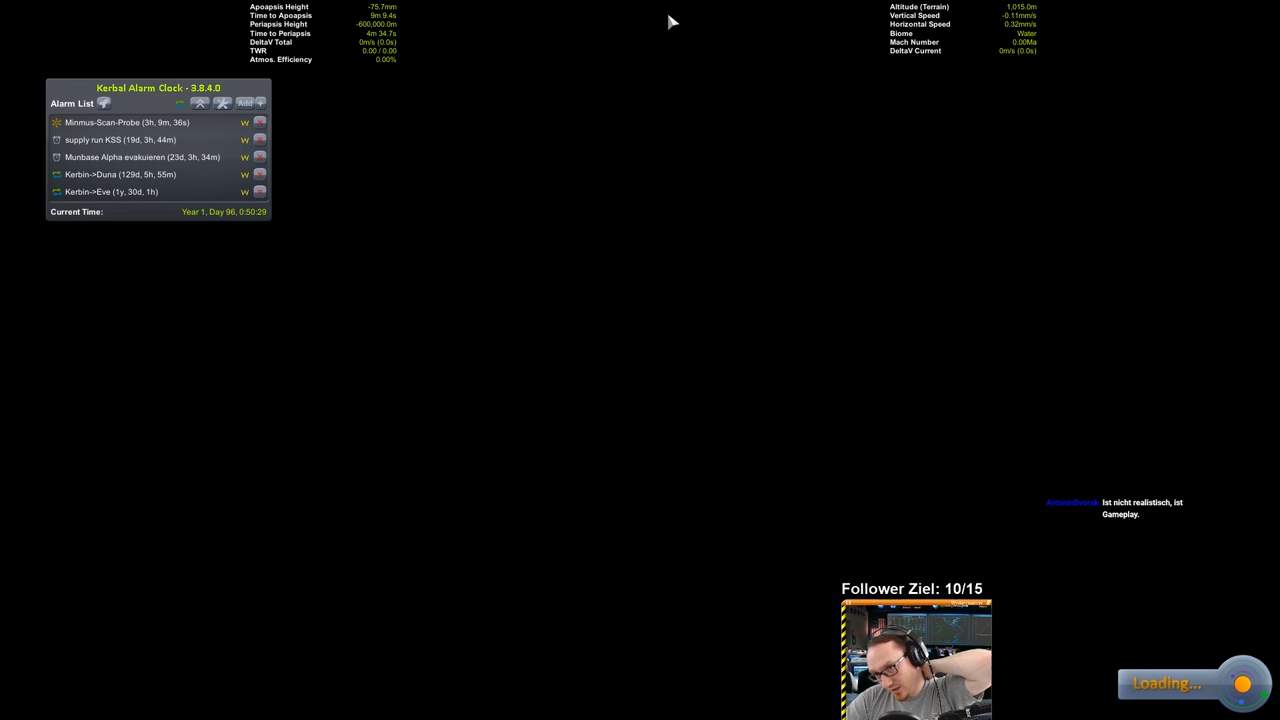 Apoapsis Height -75.7mm
Time to Apoapsis 9m 9.4s
Periapsis Height -600,000.0m
Time to Periapsis 4m 34.7s
DeltaV Total 0m/s (0.0s)
TWR 0.00 / 0.00
Atmos. Efficiency 0.00%
Altitude (Terrain) 1,015.0m
Vertical Speed -0.11mm/s
Horizontal Speed 0.32mm/s
Biome Water
Mach Number 0.00Ma
DeltaV Current 0m/s (0.0s)
Kerbal Alarm Clock - 3.8.4.0
Alarm List Add +
Minmus-Scan-Probe (3h, 9m, 36s) W
supply run KSS (19d, 3h, 44m) W
Munbase Alpha evakuieren (23d, 3h, 34m) W
Kerbin->Duna (129d, 5h, 55m) W
Kerbin->Eve (1y, 30d, 1h) W
Current Time: Year 1, Day 96, 0:50:29
AntoninDvorak Ist nicht realistisch, ist
Gameplay.
Follower Ziel: 10/15
Loading...